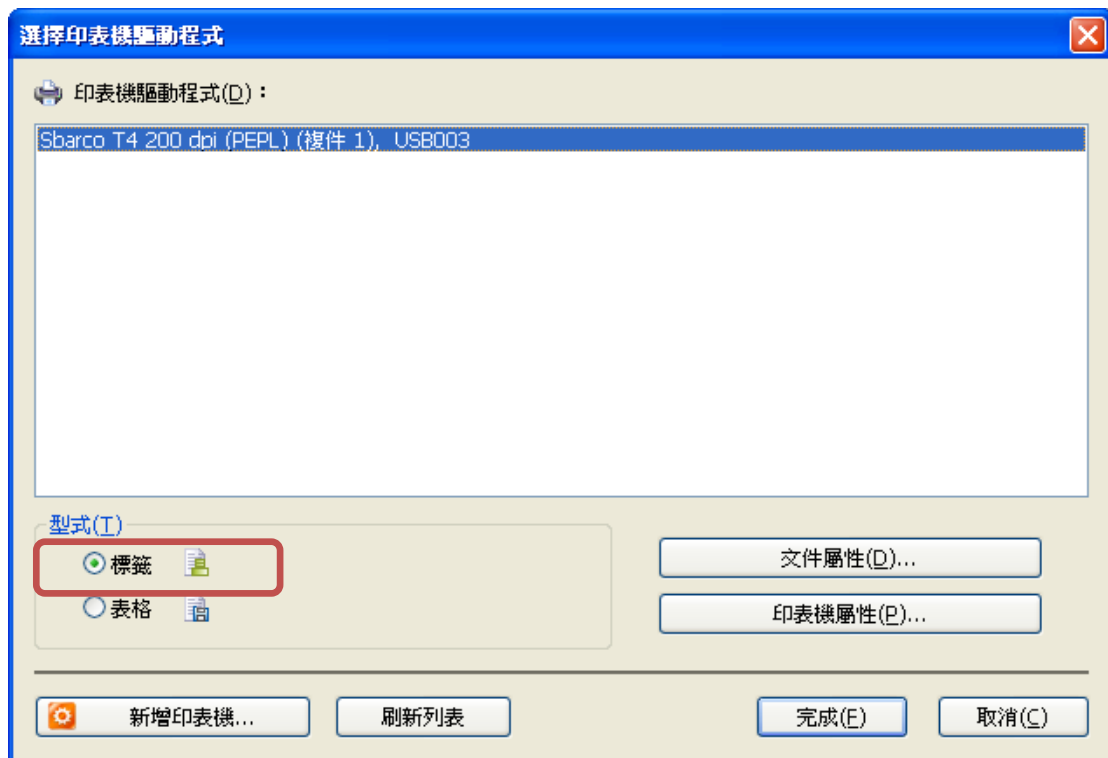 選擇印表機驅動程式
印表機驅動程式(D)：
Sbarco T4 200 dpi (PEPL) (複件 1), USB003
型式(T)
標籤
表格
文件屬性(D)...
印表機屬性(P)...
新增印表機...
刷新列表
完成(F)
取消(C)